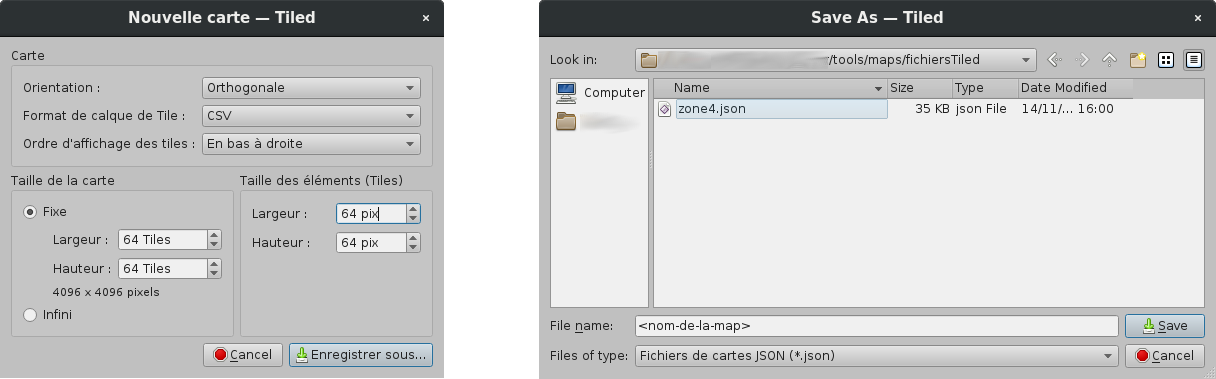 Nouvelle carte — Tiled
×
Carte
Orientation : Orthogonale
Format de calque de Tile : CSV
Ordre d'affichage des tiles : En bas à droite
Taille de la carte
Fixe
Largeur : 64 Tiles
Hauteur : 64 Tiles
4096 x 4096 pixels
Infini
Taille des éléments (Tiles)
Largeur : 64 pix
Hauteur : 64 pix
Cancel Enregistrer sous...
Save As — Tiled
×
Look in: /tools/maps/fichiersTiled
Computer
Name Size Type Date Modified
zone4.json 35 KB json File 14/11/... 16:00
File name: <nom-de-la-map> Save
Files of type: Fichiers de cartes JSON (*.json) Cancel